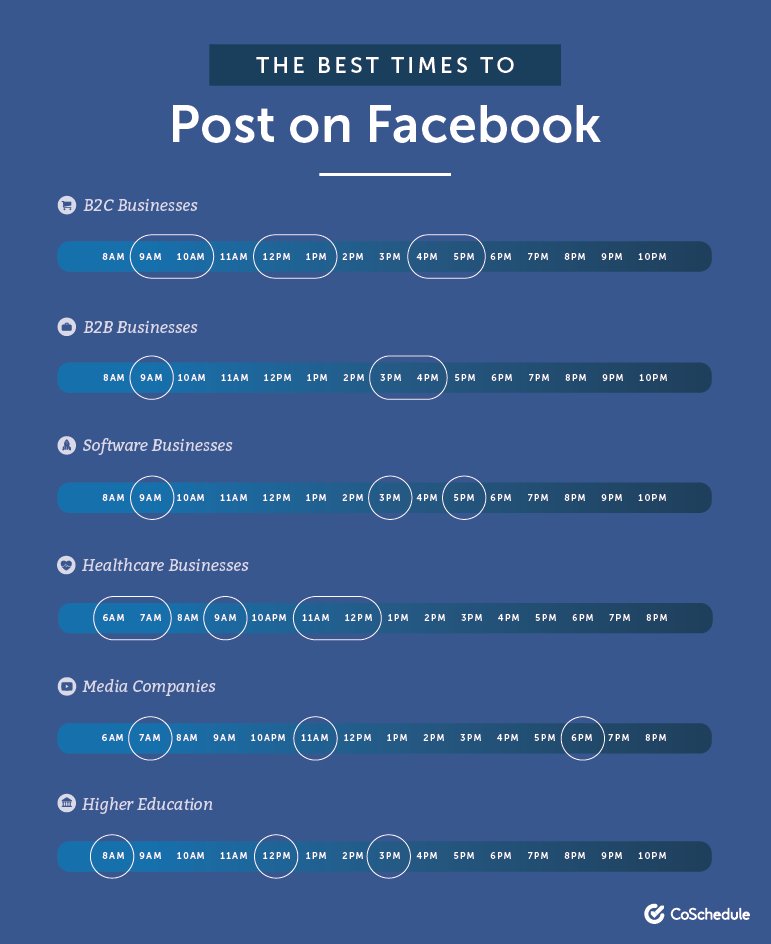 THE BEST TIMES TO
Post on Facebook
B2C Businesses
8AM 9AM 10AM 11AM 12PM 1PM 2PM 3PM 4PM 5PM 6PM 7PM 8PM 9PM 10PM
B2B Businesses
8AM 9AM 10AM 11AM 12PM 1PM 2PM 3PM 4PM 5PM 6PM 7PM 8PM 9PM 10PM
Software Businesses
8AM 9AM 10AM 11AM 12PM 1PM 2PM 3PM 4PM 5PM 6PM 7PM 8PM 9PM 10PM
Healthcare Businesses
6AM 7AM 8AM 9AM 10APM 11AM 12PM 1PM 2PM 3PM 4PM 5PM 6PM 7PM 8PM
Media Companies
6AM 7AM 8AM 9AM 10APM 11AM 12PM 1PM 2PM 3PM 4PM 5PM 6PM 7PM 8PM
Higher Education
8AM 9AM 10AM 11AM 12PM 1PM 2PM 3PM 4PM 5PM 6PM 7PM 8PM 9PM 10PM
CoSchedule